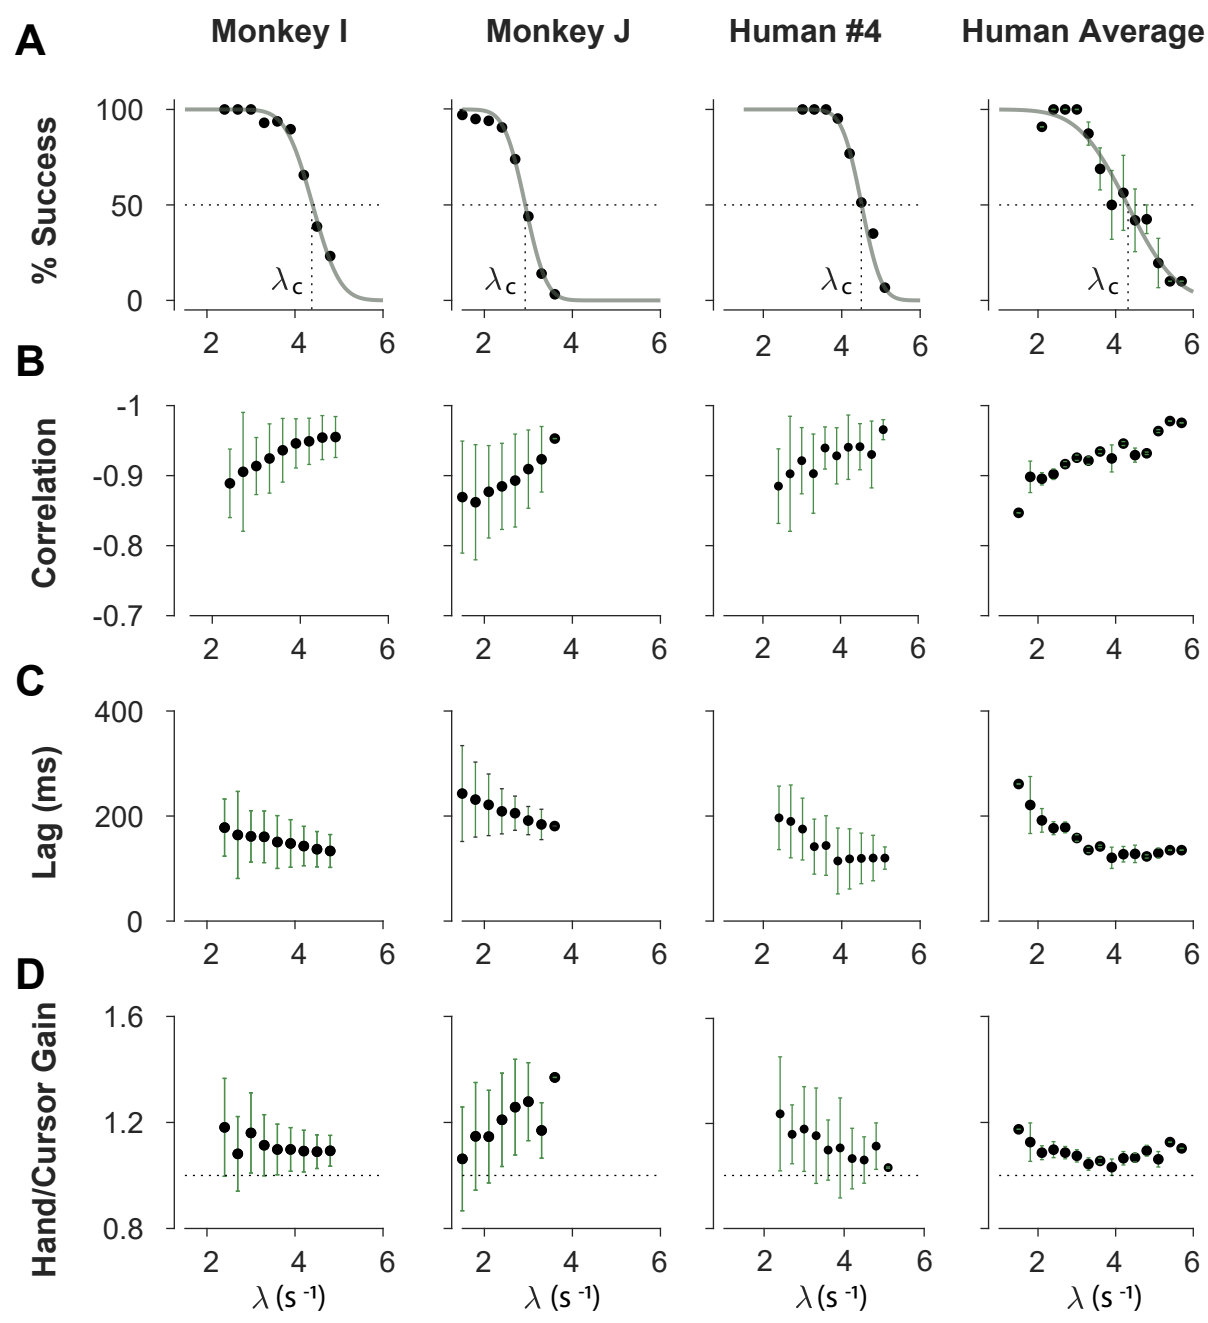 A Monkey I Monkey J Human #4 Human Average
% Success
100
50
0
λc λc λc λc
2 4 6 2 4 6 2 4 6 2 4 6
B
Correlation
-1
-0.9
-0.8
-0.7
2 4 6 2 4 6 2 4 6 2 4 6
C
Lag (ms)
400
200
0
2 4 6 2 4 6 2 4 6 2 4 6
D
Hand/Cursor Gain
1.6
1.2
0.8
2 4 6 2 4 6 2 4 6 2 4 6
λ (s -1) λ (s -1) λ (s -1) λ (s -1)